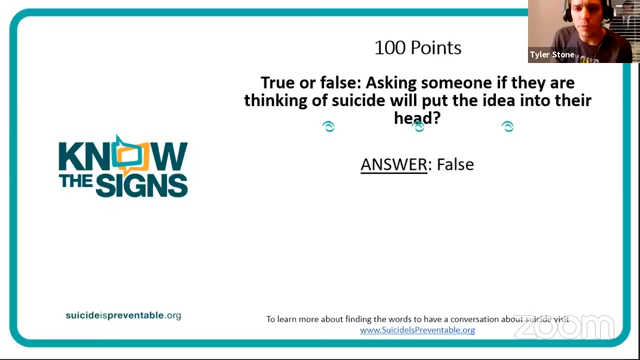 Tyler Stone
100 Points
True or false: Asking someone if they are
thinking of suicide will put the idea into their
head?
ANSWER: False
KNOW
THE SIGNS
suicideispreventable.org
To learn more about finding the words to have a conversation about suicide visit
www.SuicideIsPreventable.org
zoom